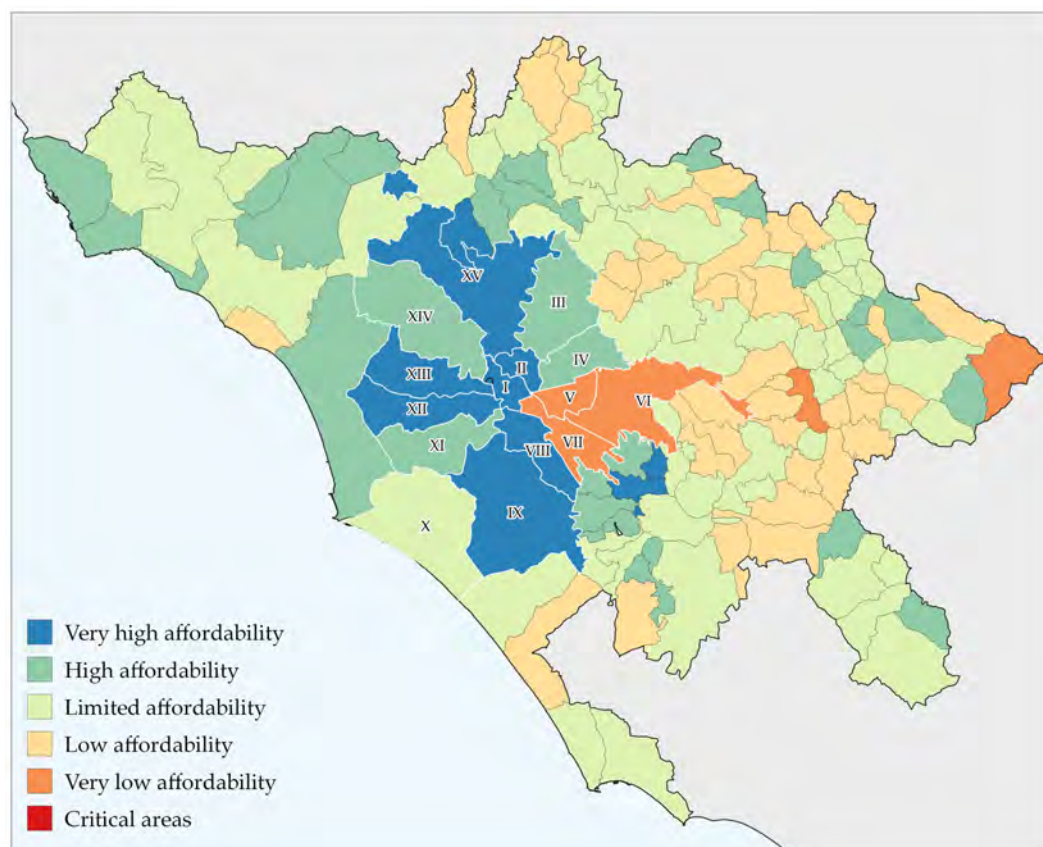 XV
III
XIV
IV
II
XIII
I
V
VI
XII
VII
XI
VIII
IX
X
Very high affordability
High affordability
Limited affordability
Low affordability
Very low affordability
Critical areas